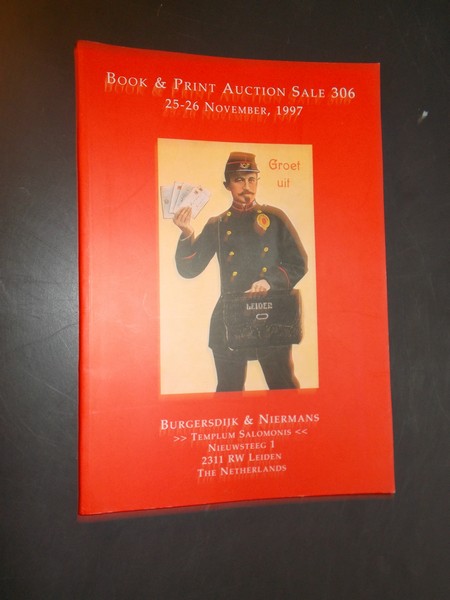 Book & Print Auction Sale 306
25-26 November, 1997
Groet
uit
LEIDEN
Burgersdijk & Niermans
>> Templum Salomonis <<
Nieuwsteeg 1
2311 RW Leiden
The Netherlands